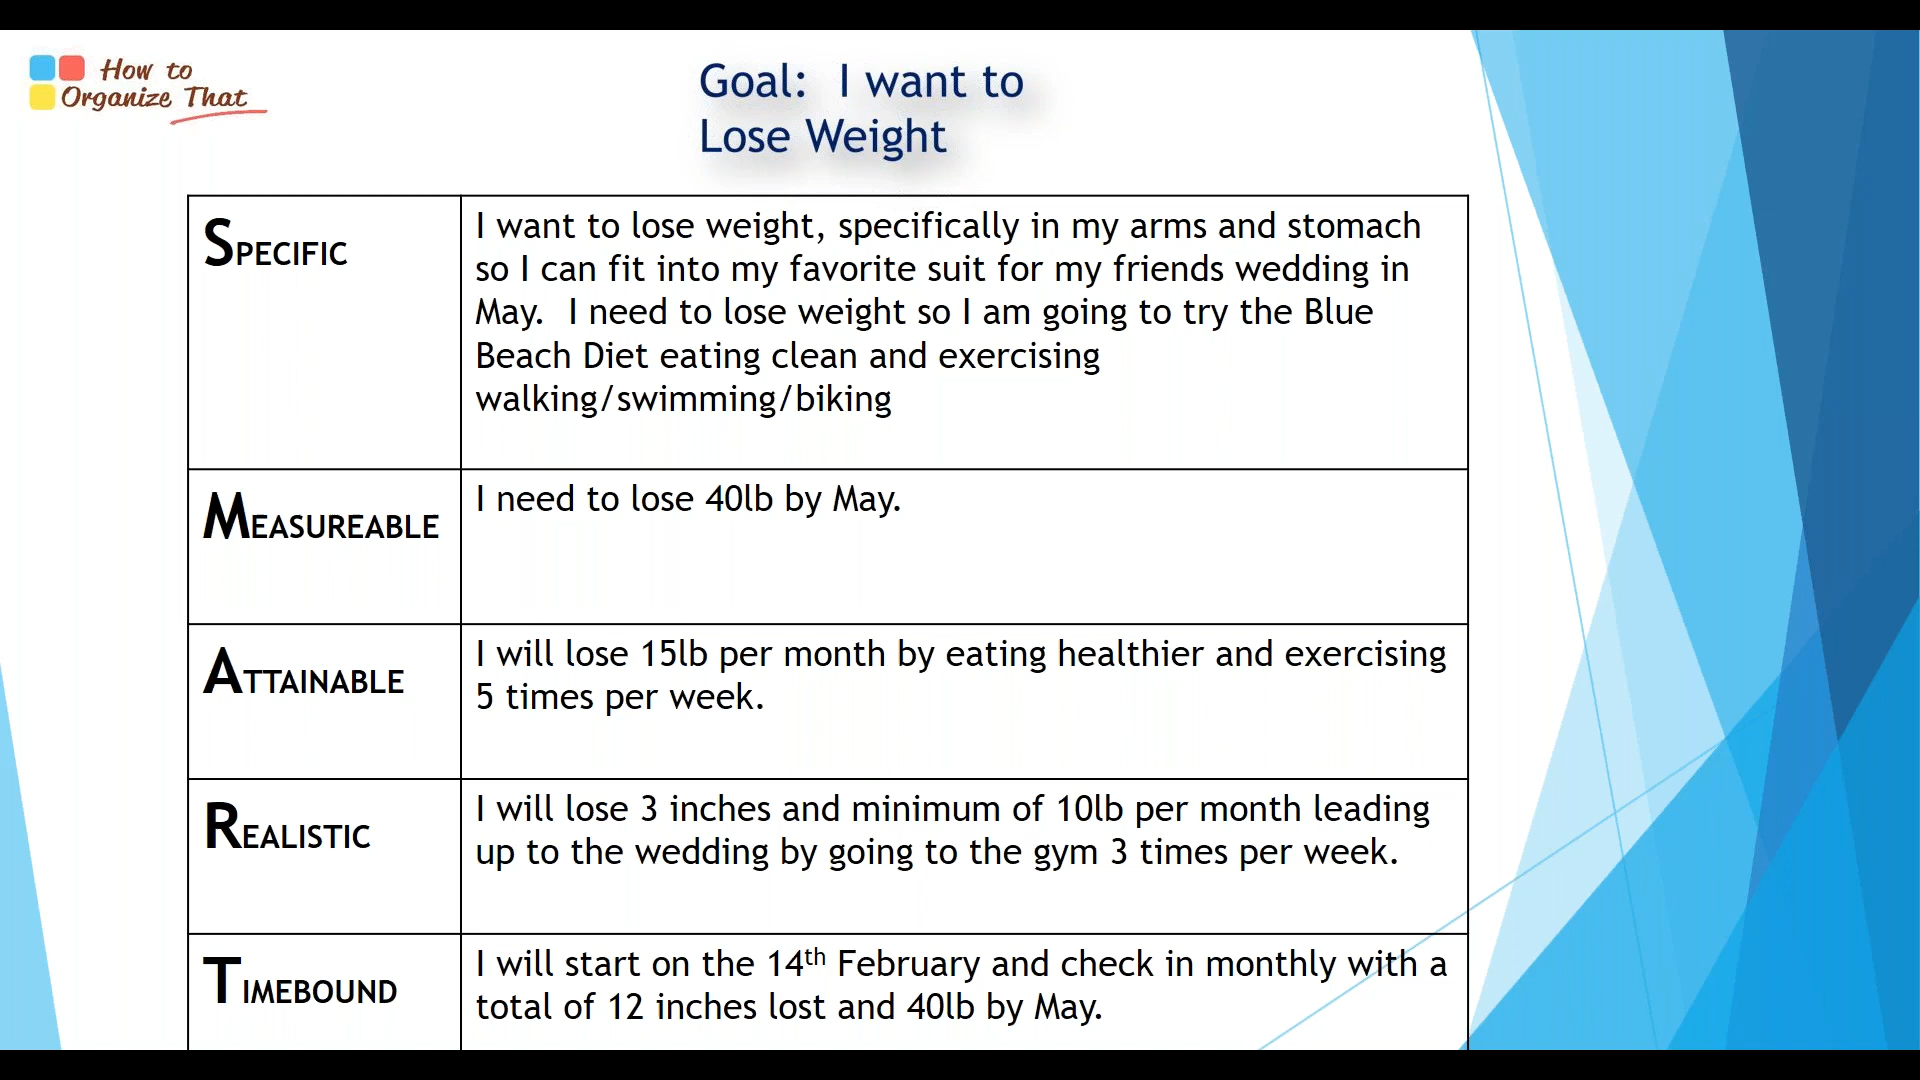 How to
Organize That
Goal:  I want to
Lose Weight
SPECIFIC
I want to lose weight, specifically in my arms and stomach
so I can fit into my favorite suit for my friends wedding in
May.  I need to lose weight so I am going to try the Blue
Beach Diet eating clean and exercising
walking/swimming/biking
MEASUREABLE
I need to lose 40lb by May.
ATTAINABLE
I will lose 15lb per month by eating healthier and exercising
5 times per week.
REALISTIC
I will lose 3 inches and minimum of 10lb per month leading
up to the wedding by going to the gym 3 times per week.
TIMEBOUND
I will start on the 14th February and check in monthly with a
total of 12 inches lost and 40lb by May.